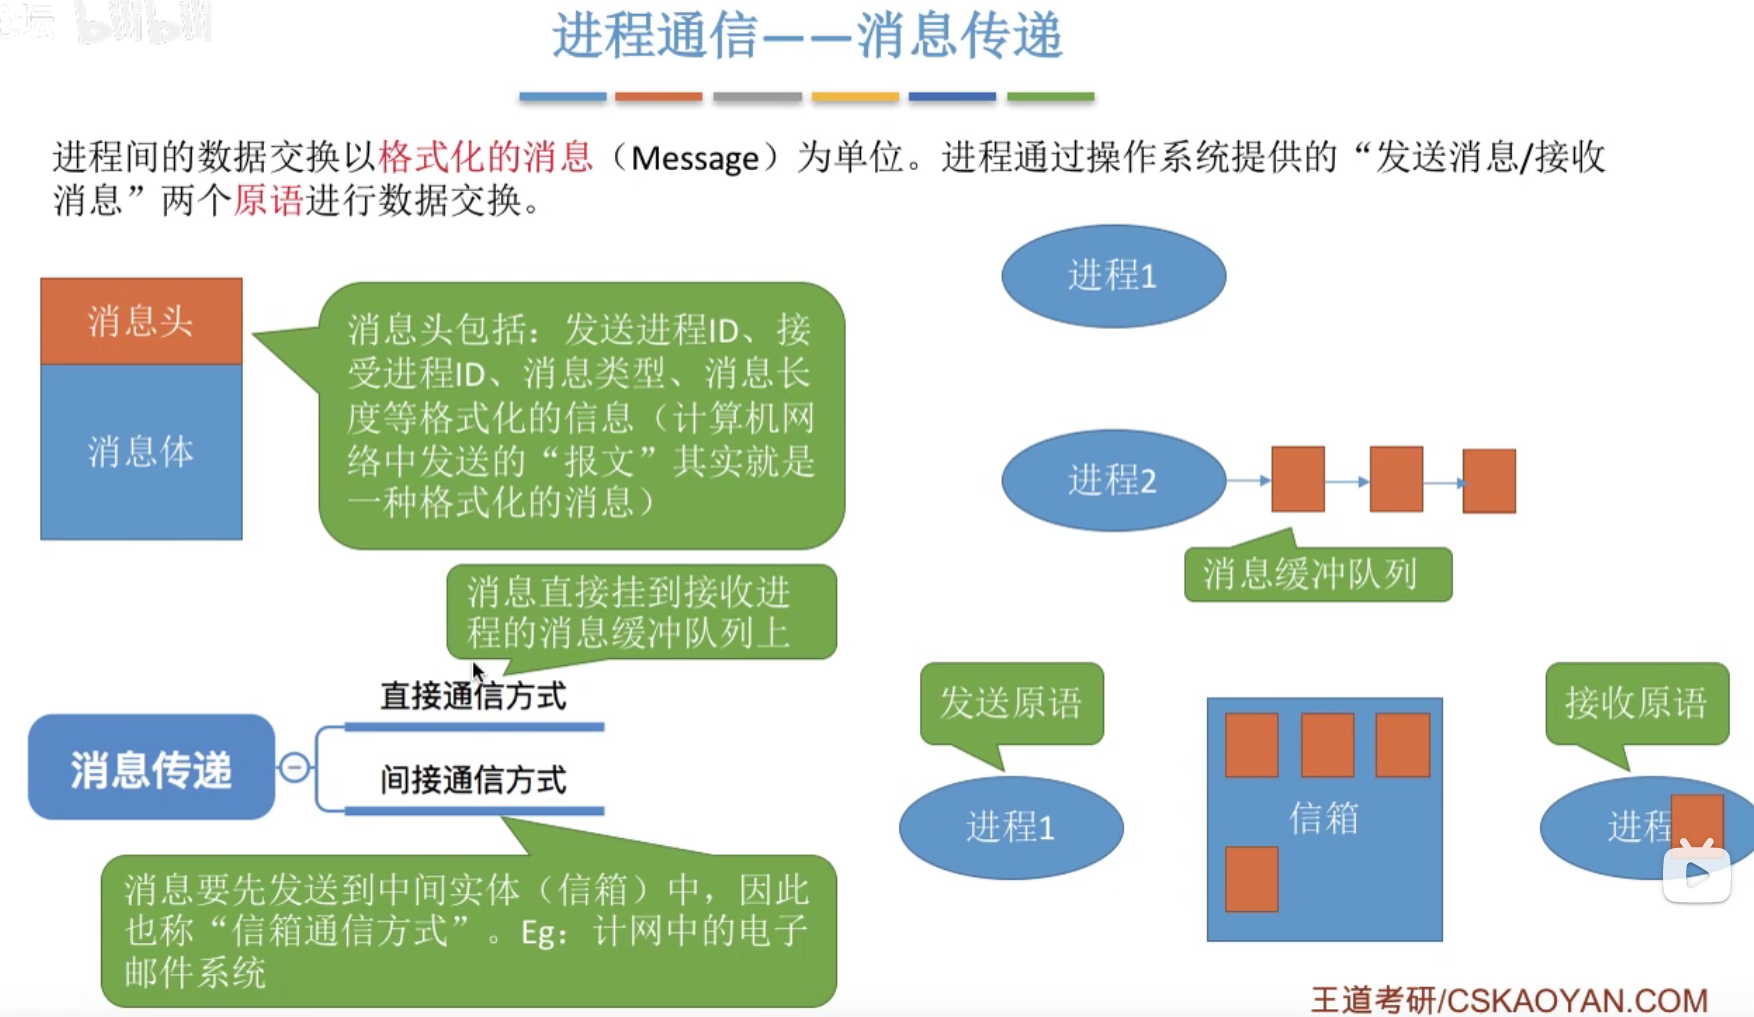 bilibili
进程通信——消息传递
进程间的数据交换以格式化的消息（Message）为单位。进程通过操作系统提供的“发送消息/接收
消息”两个原语进行数据交换。
消息头
消息体
消息头包括：发送进程ID、接
受进程ID、消息类型、消息长
度等格式化的信息（计算机网
络中发送的“报文”其实就是
一种格式化的消息）
进程1
进程2
消息缓冲队列
消息直接挂到接收进
程的消息缓冲队列上
直接通信方式
消息传递
间接通信方式
消息要先发送到中间实体（信箱）中，因此
也称“信箱通信方式”。Eg：计网中的电子
邮件系统
发送原语
进程1
信箱
接收原语
进程
王道考研/CSKAOYAN.COM